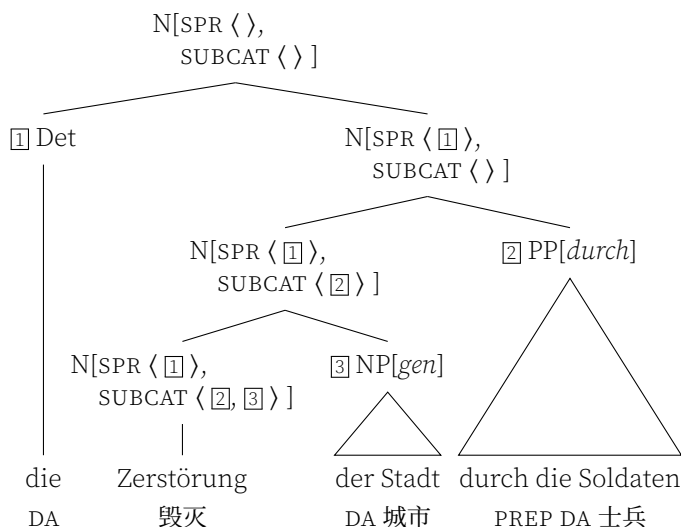 N[SPR ⟨ ⟩,
SUBCAT ⟨ ⟩ ]
1 Det
N[SPR ⟨ 1 ⟩,
SUBCAT ⟨ ⟩ ]
N[SPR ⟨ 1 ⟩,
SUBCAT ⟨ 2 ⟩ ]
2 PP[durch]
N[SPR ⟨ 1 ⟩,
SUBCAT ⟨ 2, 3 ⟩ ]
3 NP[gen]
die Zerstörung der Stadt durch die Soldaten
DA 毁灭 DA 城市 PREP DA 士兵